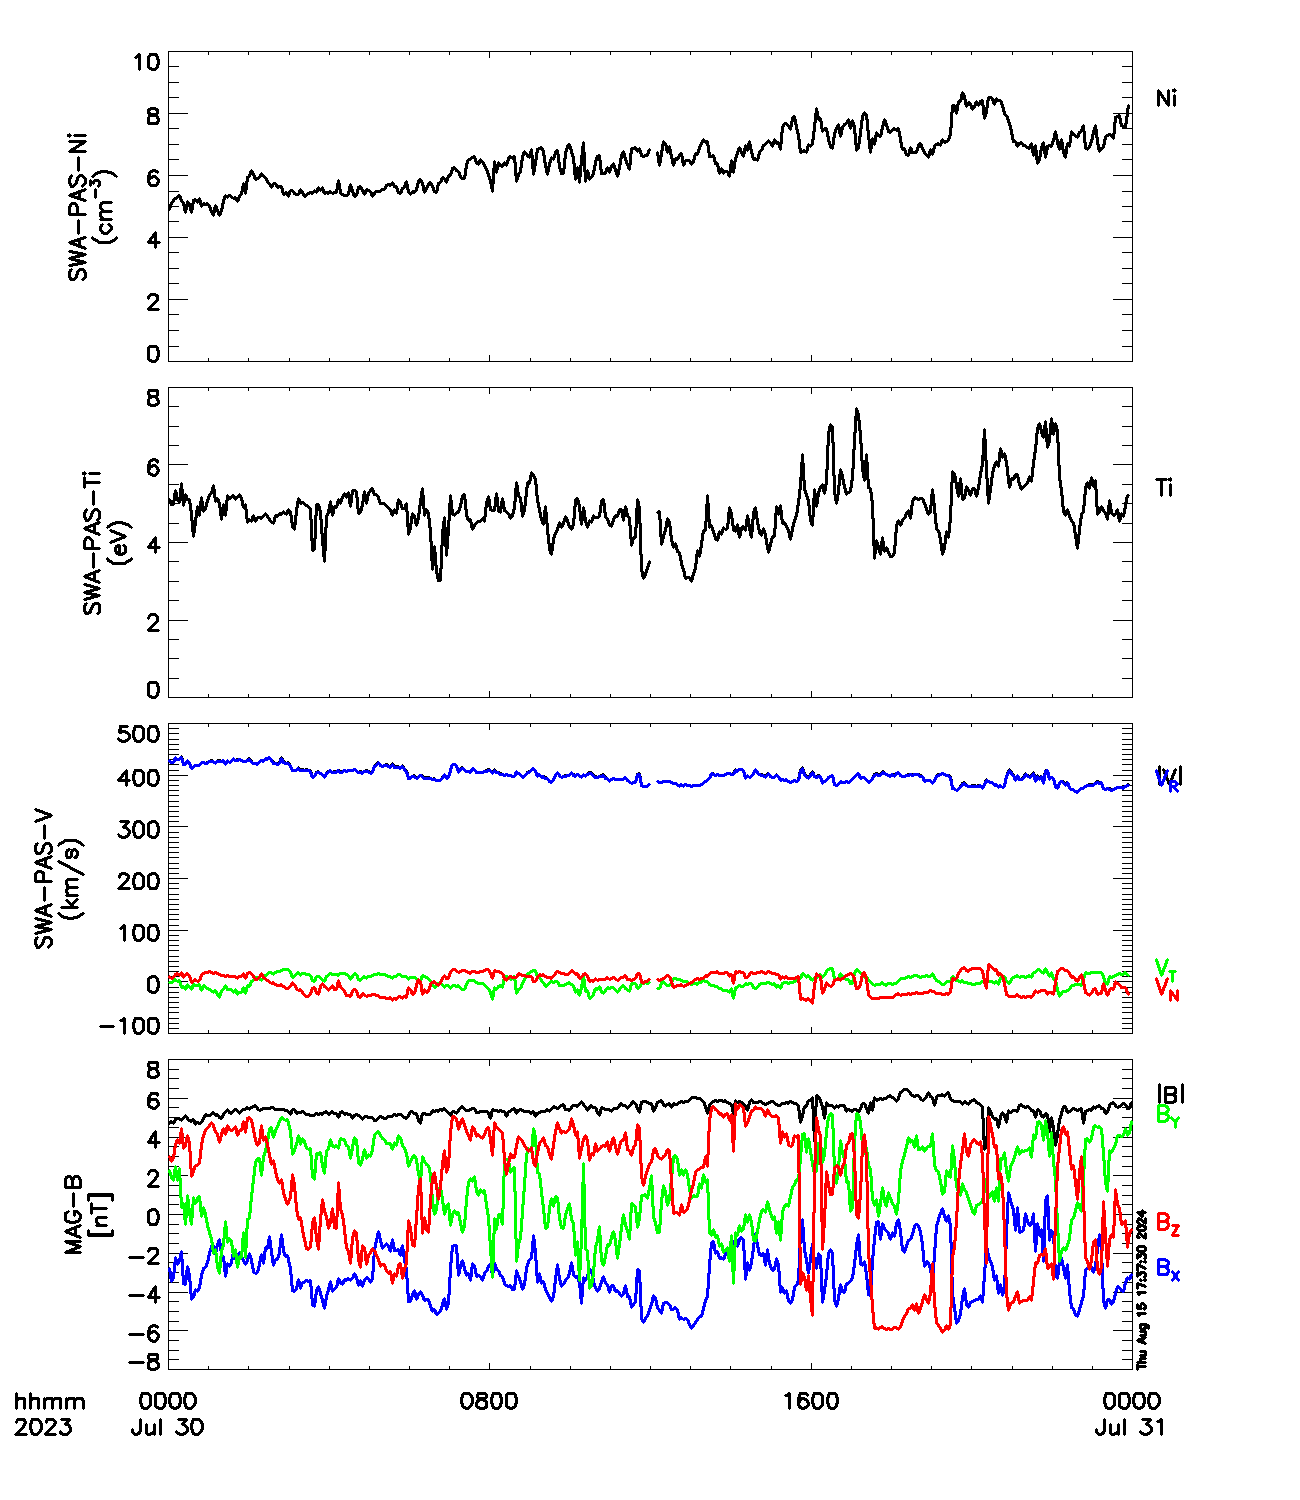 10
8
6
4
2
0
SWA-PAS-Ni
(cm⁻³)
Ni
8
6
4
2
0
SWA-PAS-Ti
(eV)
Ti
500
400
300
200
100
0
-100
SWA-PAS-V
(km/s)
|V|
V_R
V_T
V_N
8
6
4
2
0
-2
-4
-6
-8
MAG-B
[nT]
|B|
B_Y
B_Z
B_X
Thu Aug 15 17:37:30 2024
hhmm 0000 0800 1600 0000
2023 Jul 30 Jul 31